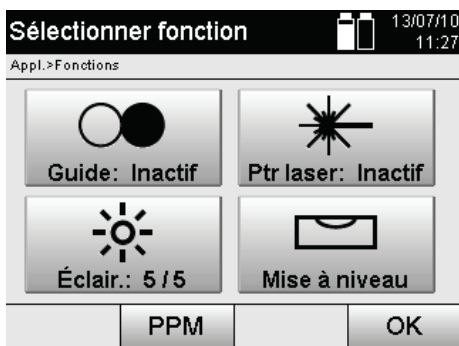 Sélectionner fonction
13/07/10
11:27
Appl.>Fonctions
Guide: Inactif
Ptr laser: Inactif
Éclair.: 5/5
Mise à niveau
PPM
OK